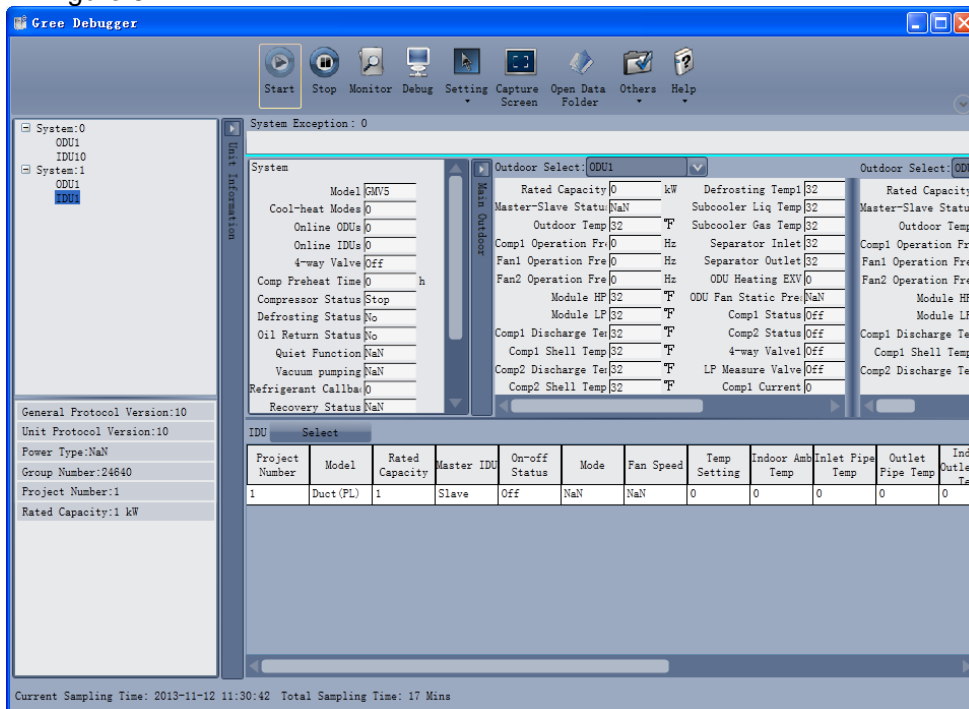 Gree Debugger
Start Stop Monitor Debug Setting Capture Screen Open Data Folder Others Help
System:0
ODU1
IDU10
System:1
ODU1
IDU1
General Protocol Version:10
Unit Protocol Version:10
Power Type:NaN
Group Number:24640
Project Number:1
Rated Capacity:1 kW
Unit Information
System Exception: 0
System
Model GMV5
Cool-heat Modes 0
Online ODUs 0
Online IDUs 0
4-way Valve Off
Comp Preheat Time 0 h
Compressor Status Stop
Defrosting Status No
Oil Return Status No
Quiet Function NaN
Vacuum pumping NaN
Refrigerant Callba 0
Recovery Status NaN
Main Outdoor
Outdoor Select: ODU1
Rated Capacity 0 kW Defrosting Temp1 32
Master-Slave Statu NaN Subcooler Liq Temp 32
Outdoor Temp 32 °F Subcooler Gas Temp 32
Comp1 Operation Fr 0 Hz Separator Inlet 32
Fan1 Operation Fre 0 Hz Separator Outlet 32
Fan2 Operation Fre 0 Hz ODU Heating EXV 0
Module HP 32 °F ODU Fan Static Pre NaN
Module LP 32 °F Comp1 Status Off
Comp1 Discharge Te 32 °F Comp2 Status Off
Comp1 Shell Temp 32 °F 4-way Valve1 Off
Comp2 Discharge Te 32 °F LP Measure Valve Off
Comp2 Shell Temp 32 °F Comp1 Current 0
Outdoor Select: OD
Rated Capacity
Master-Slave Statu
Outdoor Temp
Comp1 Operation Fr
Fan1 Operation Fre
Fan2 Operation Fre
Module HP
Module LP
Comp1 Discharge Te
Comp1 Shell Temp
Comp2 Discharge Te
IDU Select
Project Number Model Rated Capacity Master IDU On-off Status Mode Fan Speed Temp Setting Indoor Amb Temp Inlet Pipe Temp Outlet Pipe Temp Ind Outle Te
1 Duct(PL) 1 Slave Off NaN NaN 0 0 0 0 0
Current Sampling Time: 2013-11-12 11:30:42 Total Sampling Time: 17 Mins